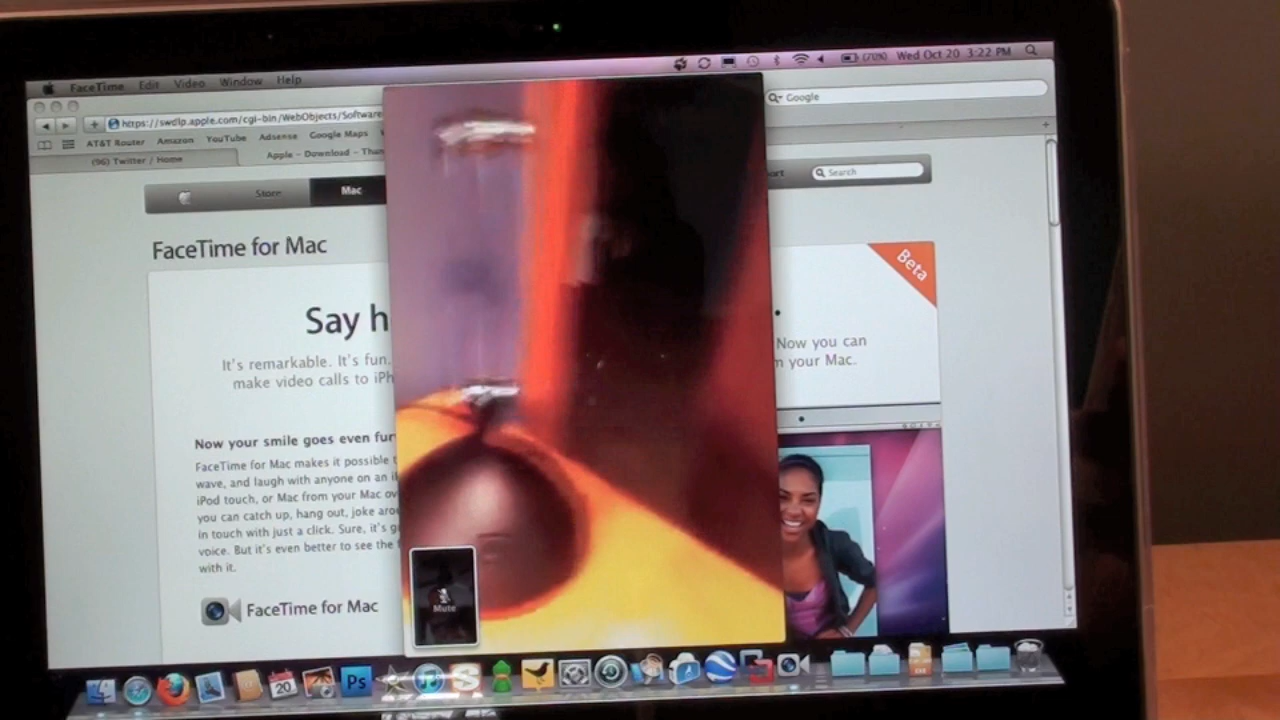 FaceTime Edit Video Window Help (70%) Wed Oct 20 3:22 PM
Google
https://swdlp.apple.com/cgi-bin/WebObjects/Software
AT&T Router Amazon YouTube Adsense Google Maps
(96) Twitter / Home Apple - Download - Than
Store Mac ort Search
FaceTime for Mac
Beta
Say h
It's remarkable. It's fun. Now you can
make video calls to iPh m your Mac.
Now your smile goes even fur
FaceTime for Mac makes it possible t
wave, and laugh with anyone on an i
iPod touch, or Mac from your Mac ov
you can catch up, hang out, joke arou
in touch with just a click. Sure, it's g
voice. But it's even better to see the
with it.
Mute
FaceTime for Mac
20 Ps